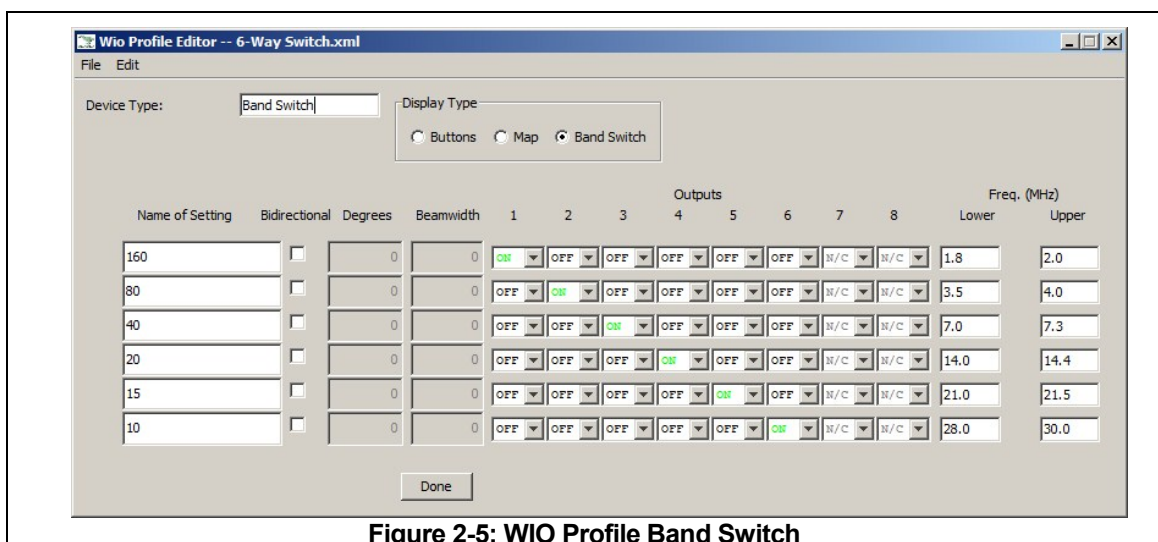 Wio Profile Editor -- 6-Way Switch.xml
File Edit
Device Type: Band Switch
Display Type
Buttons Map Band Switch
Outputs Freq. (MHz)
Name of Setting Bidirectional Degrees Beamwidth 1 2 3 4 5 6 7 8 Lower Upper
160 0 0 ON OFF OFF OFF OFF OFF N/C N/C 1.8 2.0
80 0 0 OFF ON OFF OFF OFF OFF N/C N/C 3.5 4.0
40 0 0 OFF OFF ON OFF OFF OFF N/C N/C 7.0 7.3
20 0 0 OFF OFF OFF ON OFF OFF N/C N/C 14.0 14.4
15 0 0 OFF OFF OFF OFF ON OFF N/C N/C 21.0 21.5
10 0 0 OFF OFF OFF OFF OFF ON N/C N/C 28.0 30.0
Done
Figure 2-5: WIO Profile Band Switch